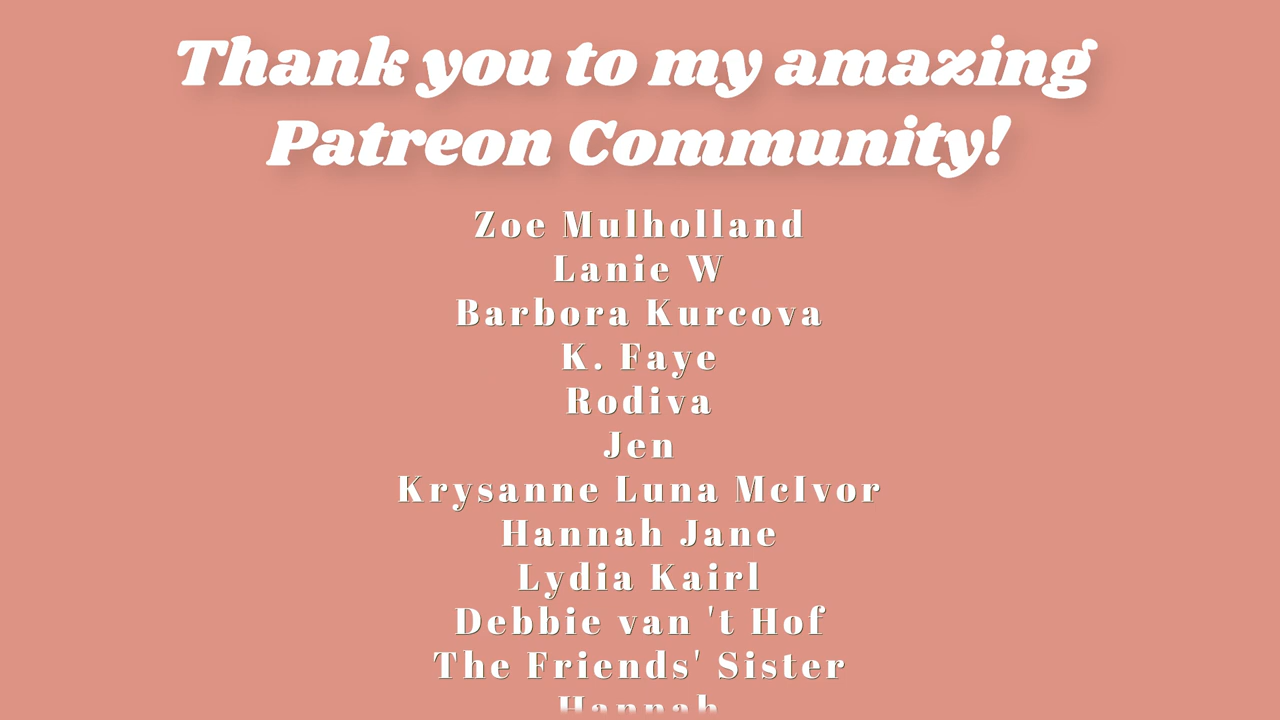 Thank you to my amazing
Patreon Community!
Zoe Mulholland
Lanie W
Barbora Kurcova
K. Faye
Rodiva
Jen
Krysanne Luna McIvor
Hannah Jane
Lydia Kairl
Debbie van 't Hof
The Friends' Sister
Hannah